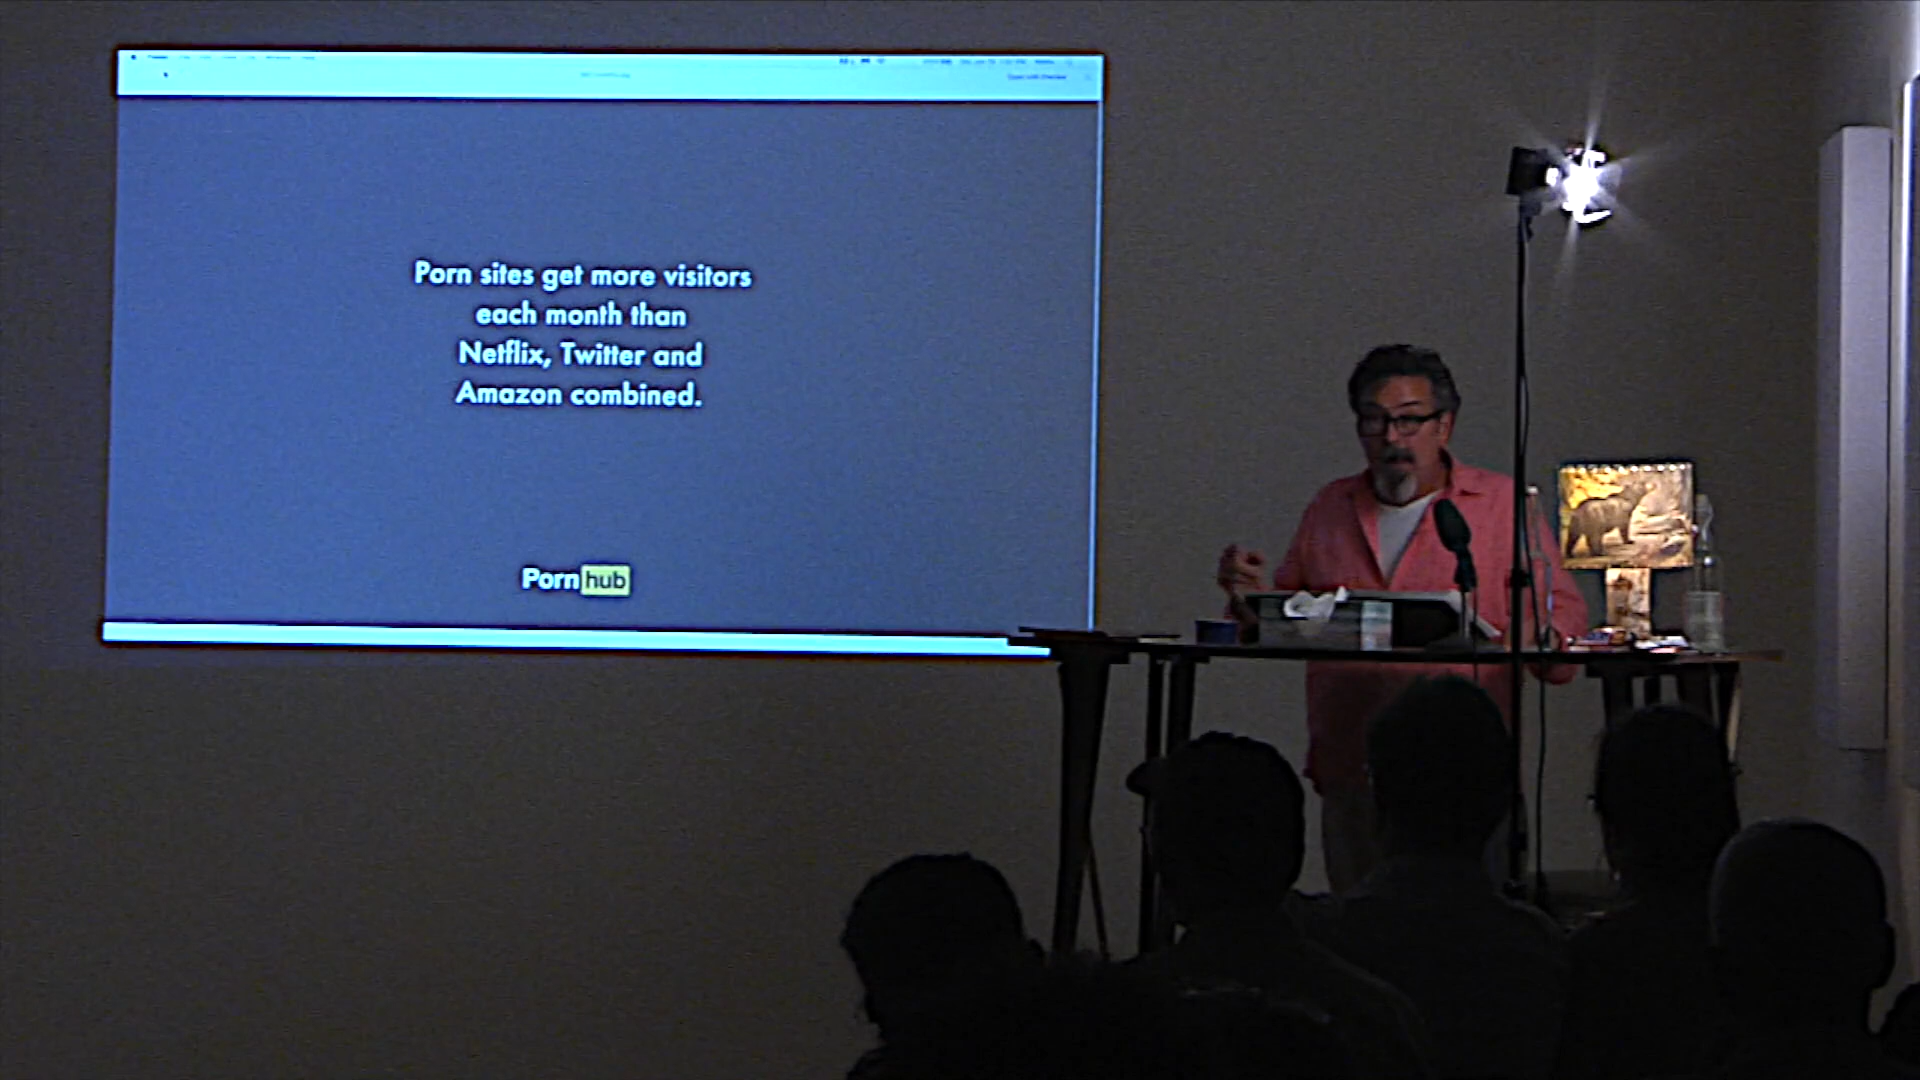 Porn sites get more visitors
each month than
Netflix, Twitter and
Amazon combined.
Pornhub